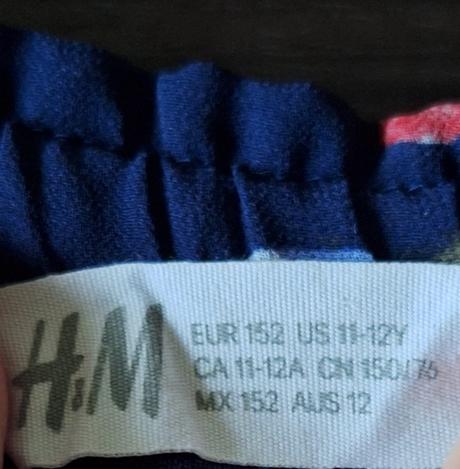 H&M
EUR 152 US 11-12Y
CA 11-12A CN 150/76
MX 152 AUS 12